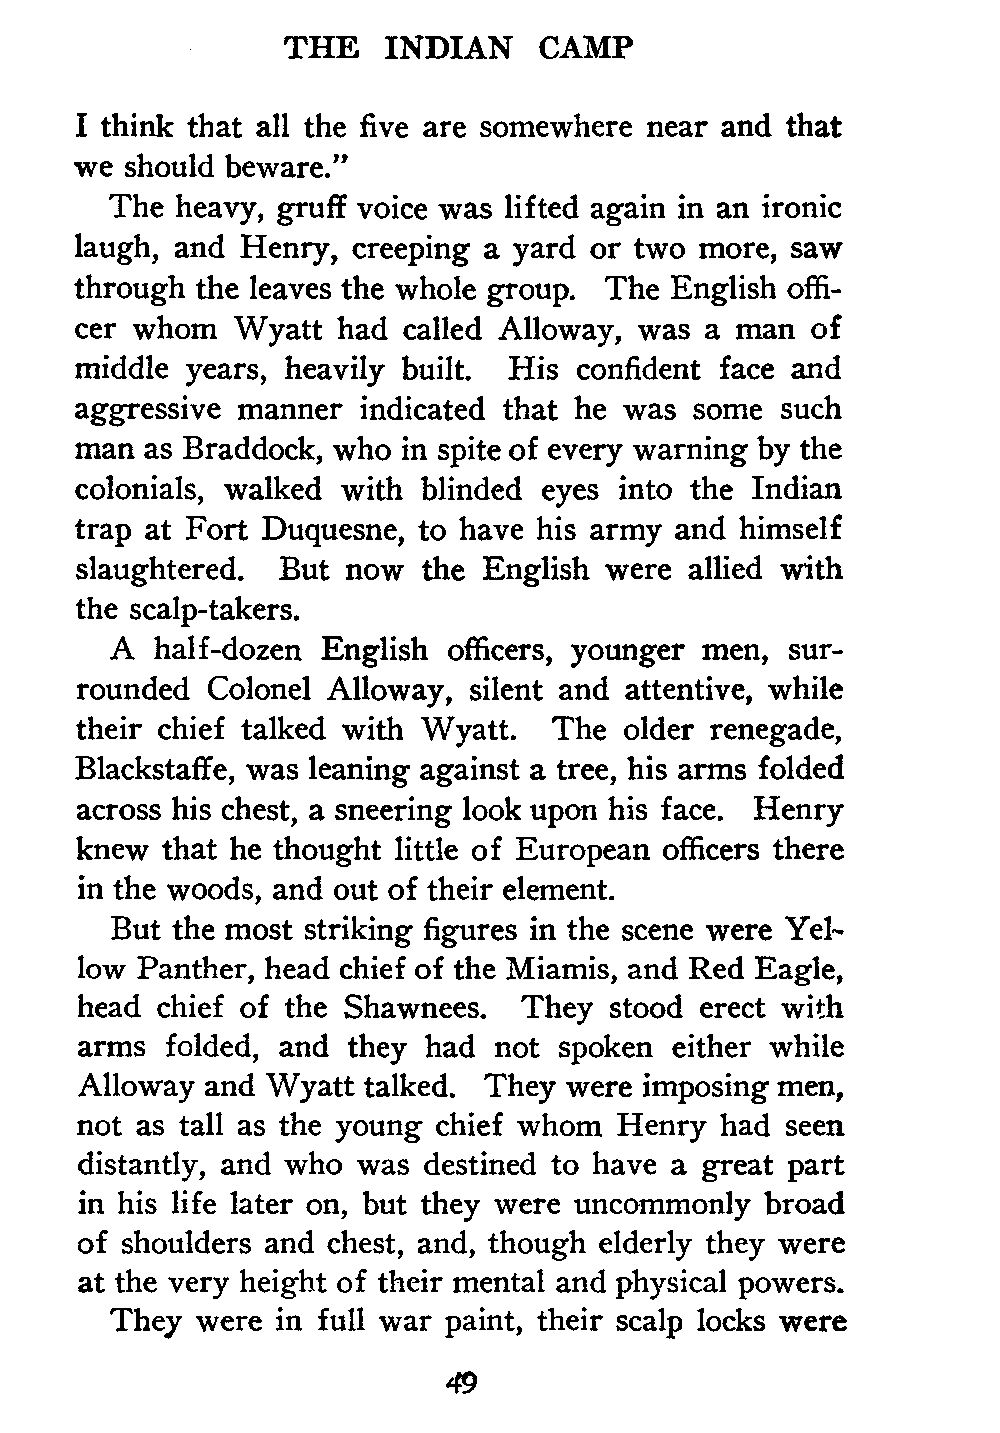 THE INDIAN CAMP
I think that all the five are somewhere near and that
we should beware."
The heavy, gruff voice was lifted again in an ironic
laugh, and Henry, creeping a yard or two more, saw
through the leaves the whole group. The English offi-
cer whom Wyatt had called Alloway, was a man of
middle years, heavily built. His confident face and
aggressive manner indicated that he was some such
man as Braddock, who in spite of every warning by the
colonials, walked with blinded eyes into the Indian
trap at Fort Duquesne, to have his army and himself
slaughtered. But now the English were allied with
the scalp-takers.
A half-dozen English officers, younger men, sur-
rounded Colonel Alloway, silent and attentive, while
their chief talked with Wyatt. The older renegade,
Blackstaffe, was leaning against a tree, his arms folded
across his chest, a sneering look upon his face. Henry
knew that he thought little of European officers there
in the woods, and out of their element.
But the most striking figures in the scene were Yel-
low Panther, head chief of the Miamis, and Red Eagle,
head chief of the Shawnees. They stood erect with
arms folded, and they had not spoken either while
Alloway and Wyatt talked. They were imposing men,
not as tall as the young chief whom Henry had seen
distantly, and who was destined to have a great part
in his life later on, but they were uncommonly broad
of shoulders and chest, and, though elderly they were
at the very height of their mental and physical powers.
They were in full war paint, their scalp locks were
49